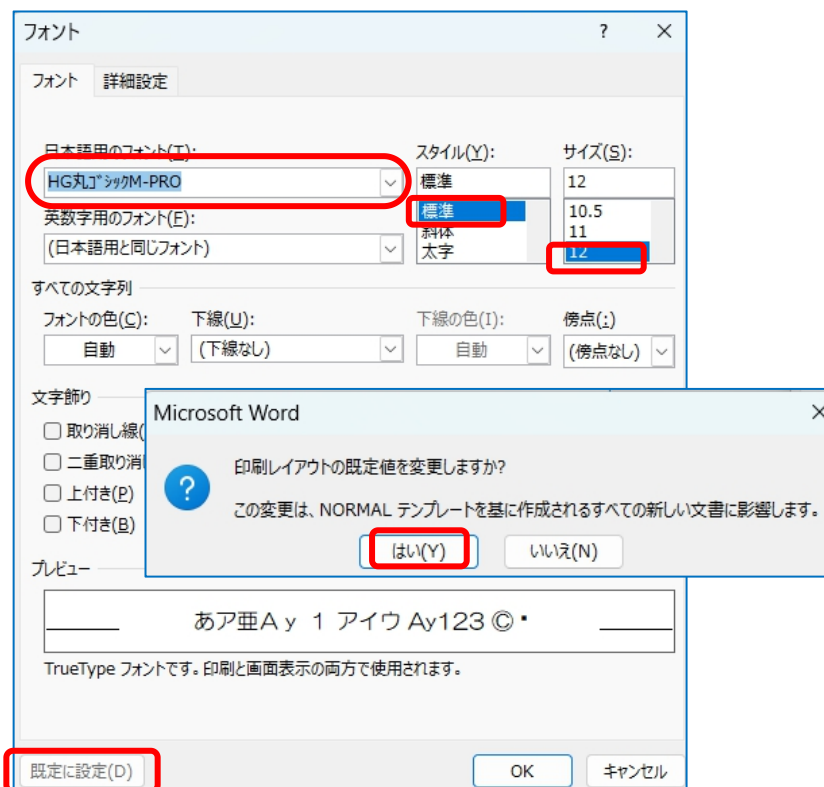 フォント ? ×
フォント 詳細設定
日本語用のフォント(T): スタイル(Y): サイズ(S):
HG丸ゴシックM-PRO 標準 12
標準 10.5
英数字用のフォント(F): 斜体 11
(日本語用と同じフォント) 太字 12
すべての文字列
フォントの色(C): 下線(U): 下線の色(I): 傍点(:)
自動 (下線なし) 自動 (傍点なし)
文字飾り
取り消し線(
二重取り消
上付き(P)
下付き(B)
Microsoft Word ×
印刷レイアウトの既定値を変更しますか?
この変更は、NORMAL テンプレートを基に作成されるすべての新しい文書に影響します。
はい(Y) いいえ(N)
プレビュー
あア亜Ay 1 アイウ Ay123 ©・
TrueType フォントです。印刷と画面表示の両方で使用されます。
既定に設定(D) OK キャンセル